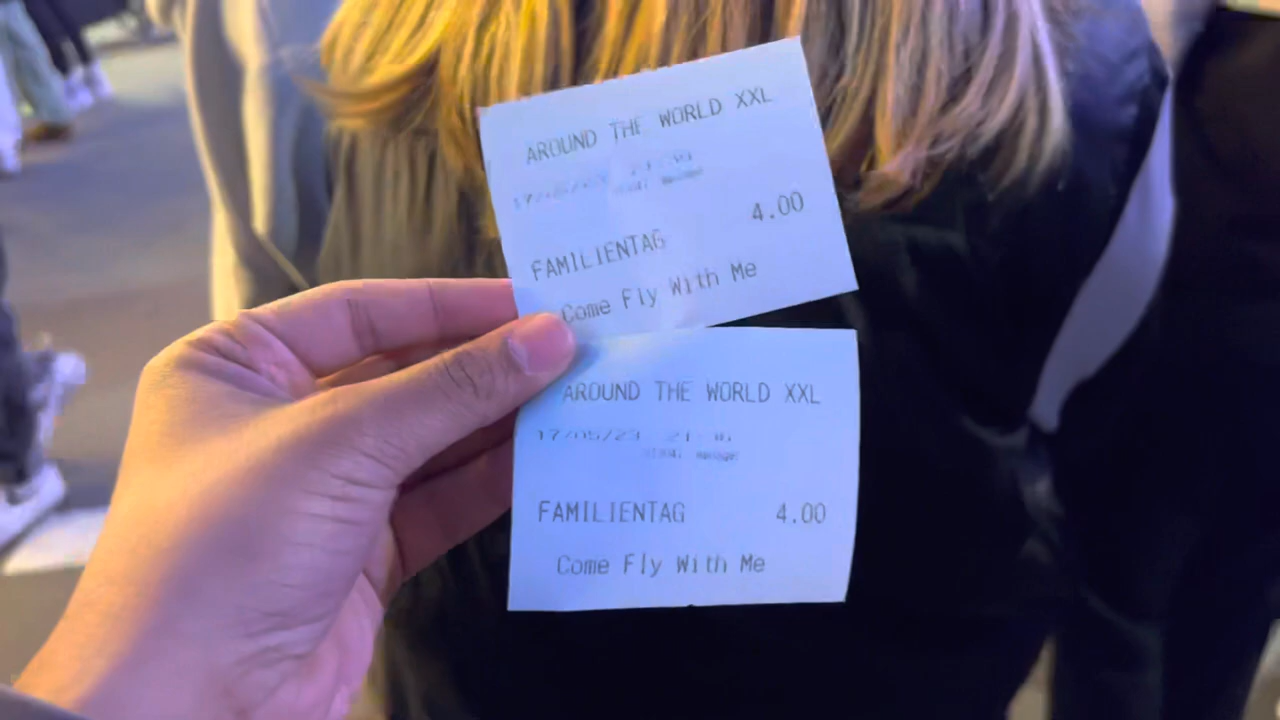 AROUND THE WORLD XXL
4.00
FAMILIENTAG
Come Fly With Me
AROUND THE WORLD XXL
17/05/23
FAMILIENTAG 4.00
Come Fly With Me